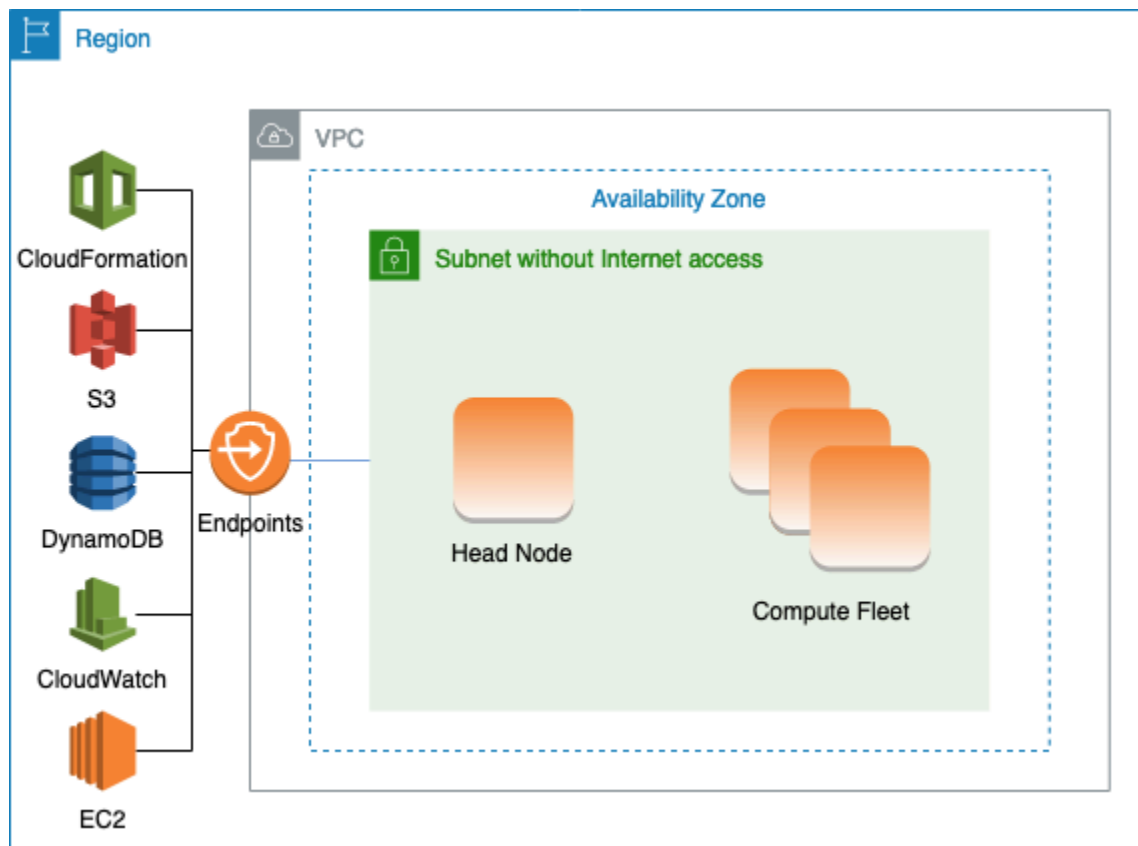 Region
VPC
Availability Zone
Subnet without Internet access
CloudFormation
S3
DynamoDB
Endpoints
Head Node
Compute Fleet
CloudWatch
EC2